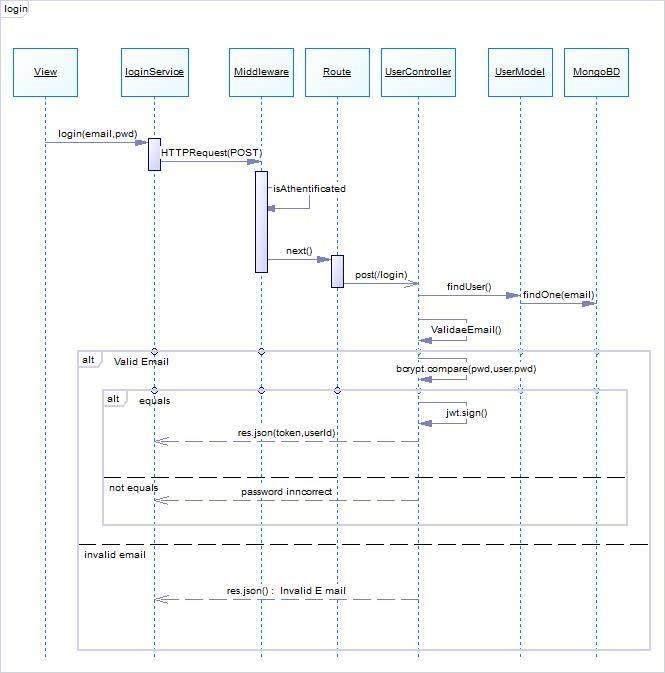 login
View
loginService
Middleware
Route
UserController
UserModel
MongoBD
login(email,pwd)
HTTPRequest(POST)
isAthentificated
next()
post(/login)
findUser()
findOne(email)
ValidaeEmail()
alt
Valid Email
bcrypt.compare(pwd,user.pwd)
alt
equals
jwt.sign()
res.json(token,userId)
not equals
password inncorrect
invalid email
res.json() : Invalid E mail